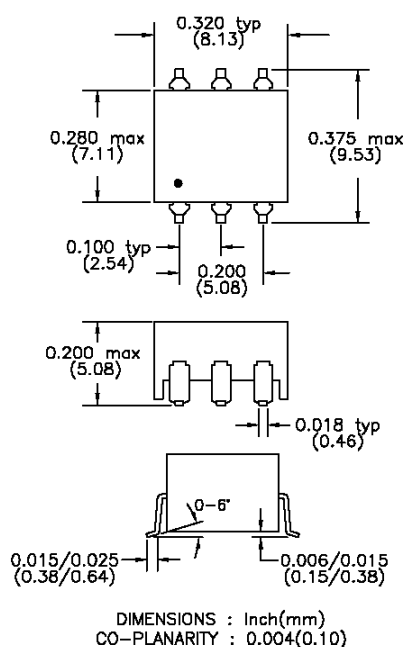 0.320 typ
(8.13)
0.280 max
(7.11)
0.375 max
(9.53)
0.100 typ
(2.54)
0.200
(5.08)
0.200 max
(5.08)
0.018 typ
(0.46)
0-6°
0.015/0.025
(0.38/0.64)
0.006/0.015
(0.15/0.38)
DIMENSIONS : Inch(mm)
CO-PLANARITY : 0.004(0.10)